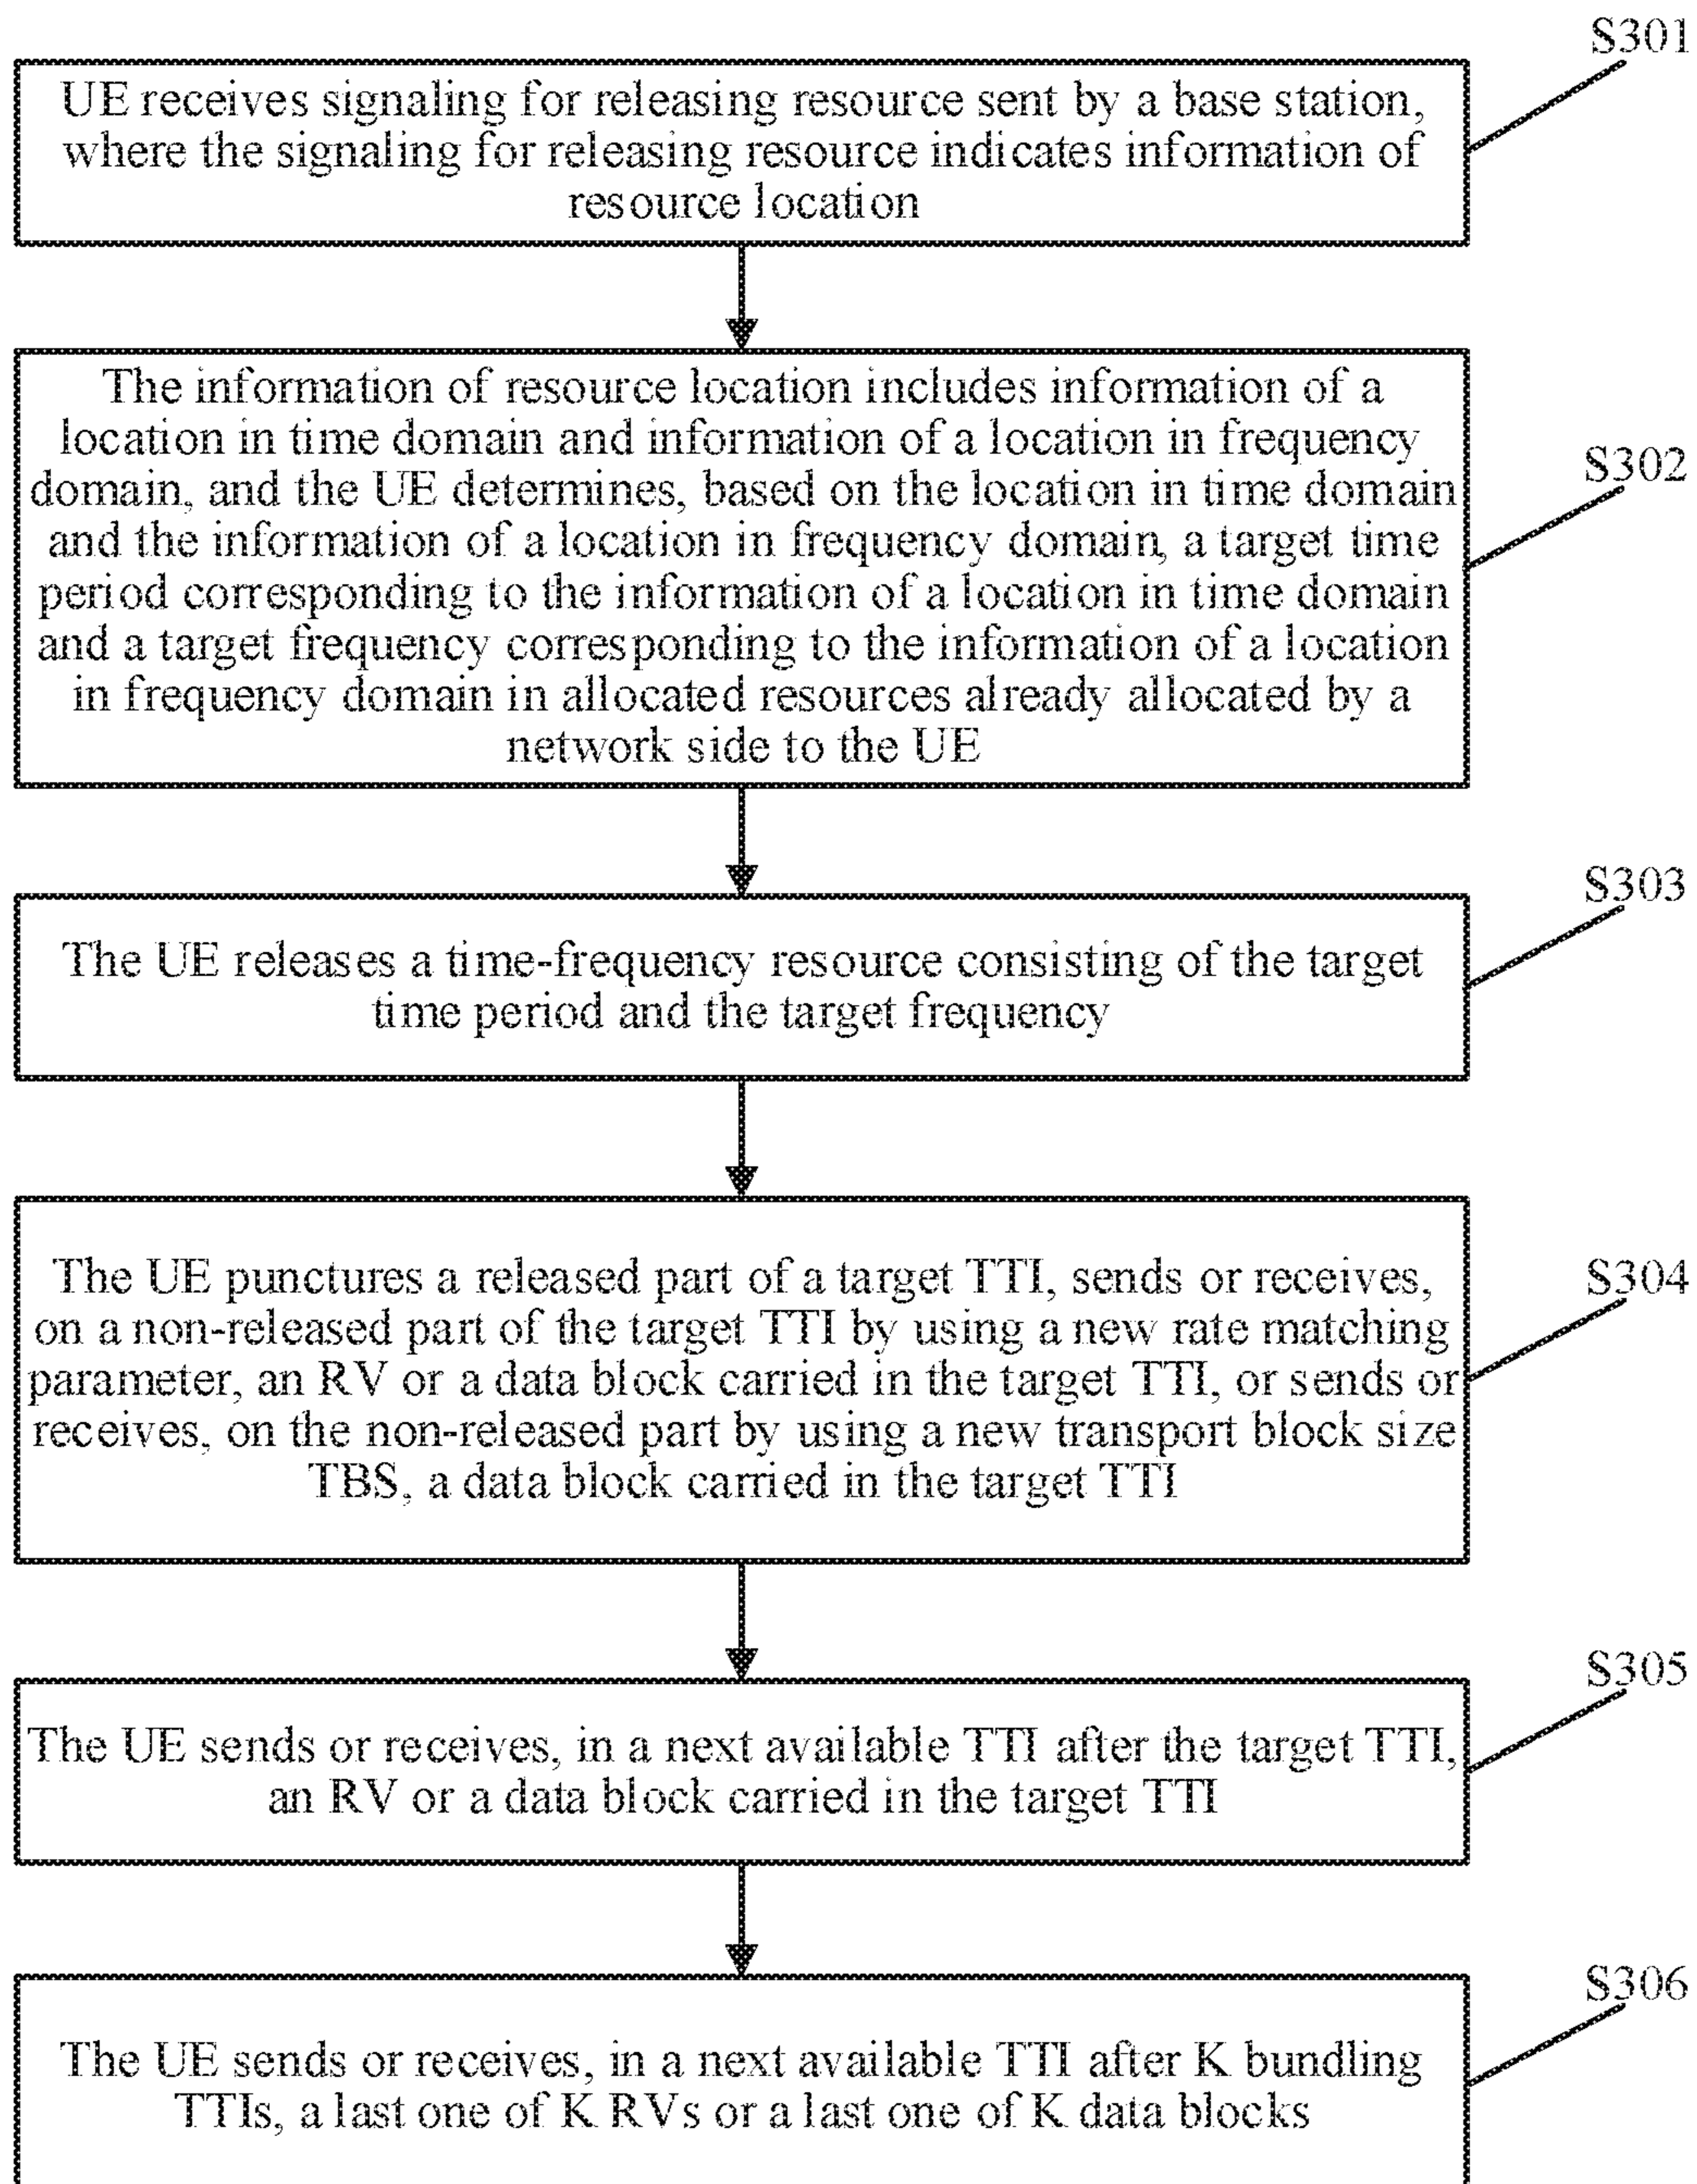 S301
UE receives signaling for releasing resource sent by a base station,
where the signaling for releasing resource indicates information of
resource location
The information of resource location includes information of a
location in time domain and information of a location in frequency
domain, and the UE determines, based on the location in time domain
and the information of a location in frequency domain, a target time
period corresponding to the information of a location in time domain
and a target frequency corresponding to the information of a location
in frequency domain in allocated resources already allocated by a
network side to the UE
S302
The UE releases a time-frequency resource consisting of the target
time period and the target frequency
S303
The UE punctures a released part of a target TTI, sends or receives,
on a non-released part of the target TTI by using a new rate matching
parameter, an RV or a data block carried in the target TTI, or sends or
receives, on the non-released part by using a new transport block size
TBS, a data block carried in the target TTI
S304
The UE sends or receives, in a next available TTI after the target TTI,
an RV or a data block carried in the target TTI
S305
The UE sends or receives, in a next available TTI after K bundling
TTIs, a last one of K RVs or a last one of K data blocks
S306